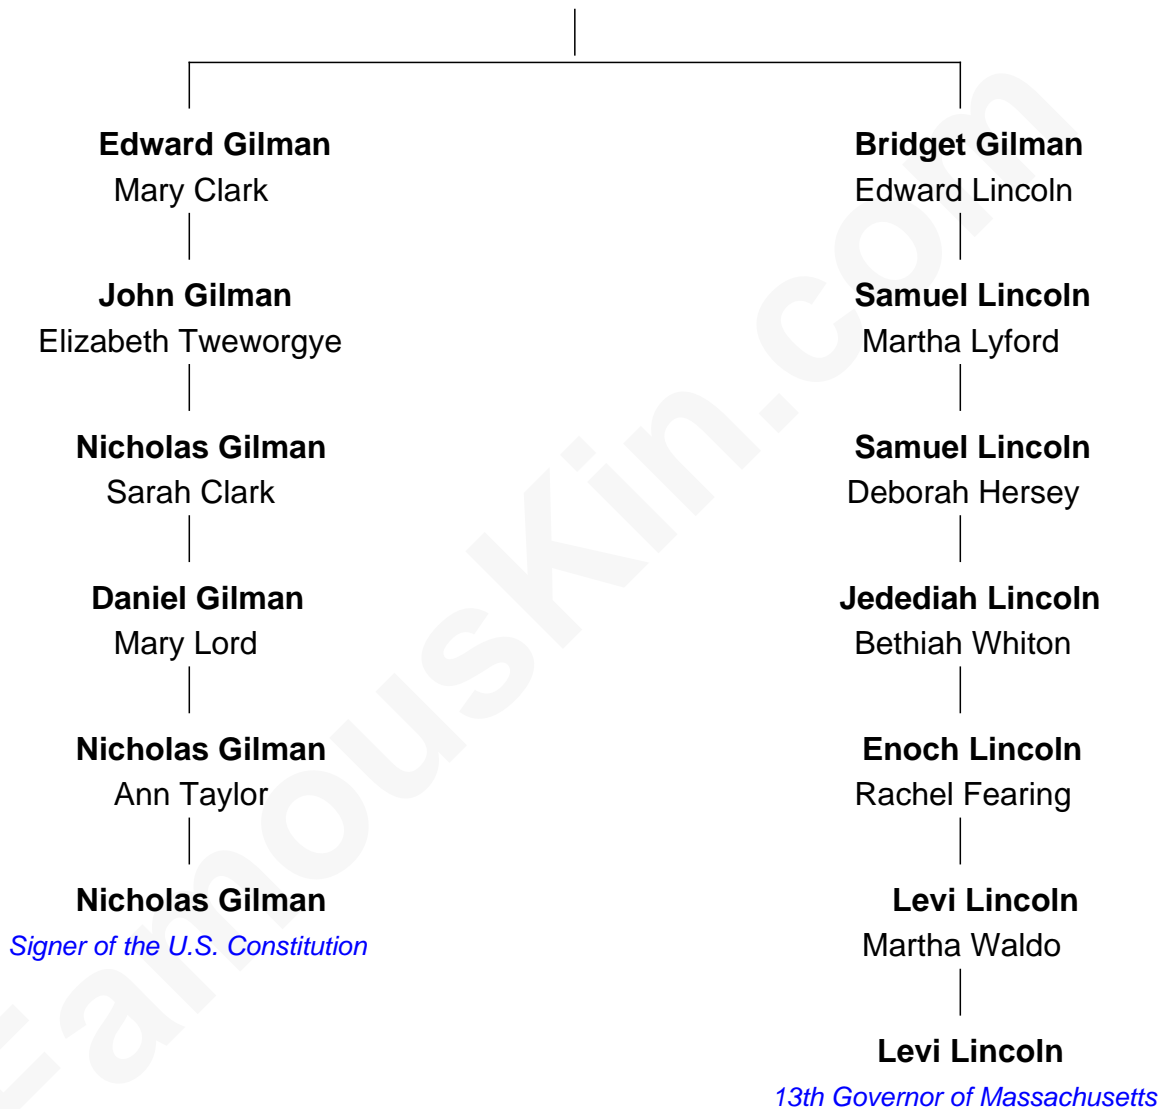 Edward Gilman
Mary Clark
John Gilman
Elizabeth Tweworgye
Nicholas Gilman
Sarah Clark
Daniel Gilman
Mary Lord
Nicholas Gilman
Ann Taylor
Nicholas Gilman
Signer of the U.S. Constitution
Bridget Gilman
Edward Lincoln
Samuel Lincoln
Martha Lyford
Samuel Lincoln
Deborah Hersey
Jedediah Lincoln
Bethiah Whiton
Enoch Lincoln
Rachel Fearing
Levi Lincoln
Martha Waldo
Levi Lincoln
13th Governor of Massachusetts
FamousKin.com